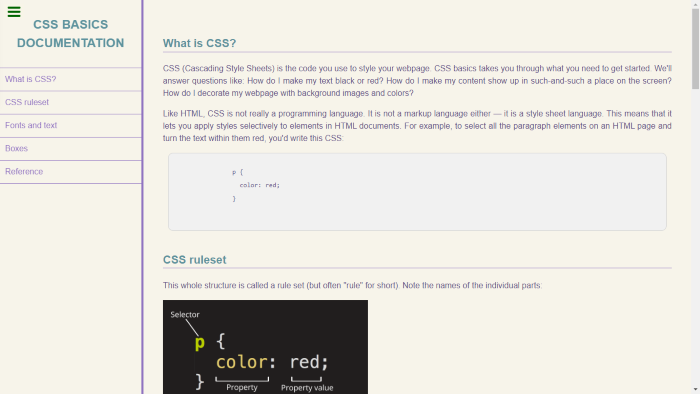 CSS BASICS
DOCUMENTATION
What is CSS?
CSS ruleset
Fonts and text
Boxes
Reference
What is CSS?
CSS (Cascading Style Sheets) is the code you use to style your webpage. CSS basics takes you through what you need to get started. We'll
answer questions like: How do I make my text black or red? How do I make my content show up in such-and-such a place on the screen?
How do I decorate my webpage with background images and colors?
Like HTML, CSS is not really a programming language. It is not a markup language either — it is a style sheet language. This means that it
lets you apply styles selectively to elements in HTML documents. For example, to select all the paragraph elements on an HTML page and
turn the text within them red, you'd write this CSS:
p {
color: red;
}
CSS ruleset
This whole structure is called a rule set (but often "rule" for short). Note the names of the individual parts:
Selector
p {
color: red;
}
Property
Property value